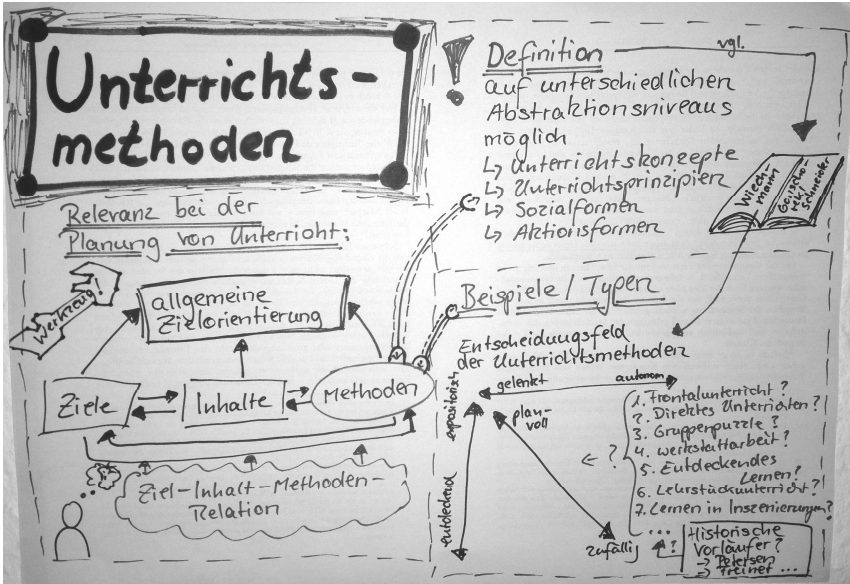 Unterrichts-
methoden
Relevanz bei der
Planung von Unterricht:
Werkzeug!
allgemeine
Zielorientierung
Ziele
Inhalte
Methoden
Ziel-Inhalt-Methoden-
Relation
! Definition
vgl.
auf unterschiedlichen
Abstraktionsniveaus
möglich
↳ Unterrichtskonzepte
↳ Unterrichtsprinzipien
↳ Sozialformen
↳ Aktionsformen
Wiech-
mann
schneider
Beispiele / Typen
Entscheidungsfeld
der Unterrichtsmethoden
gelenkt
autonom
expositorisch
entdeckend
plan-
voll
zufällig
← ?
1. Frontalunterricht?
2. Direktes Unterrichten?
3. Gruppenpuzzle?
4. Werkstattarbeit?
5. Entdeckendes
Lernen?
6. Lehrstückunterricht?
7. Lernen in Inszenierungen?
...
?
Historische
Vorläufer?
→ Petersen
→ Freinet ...